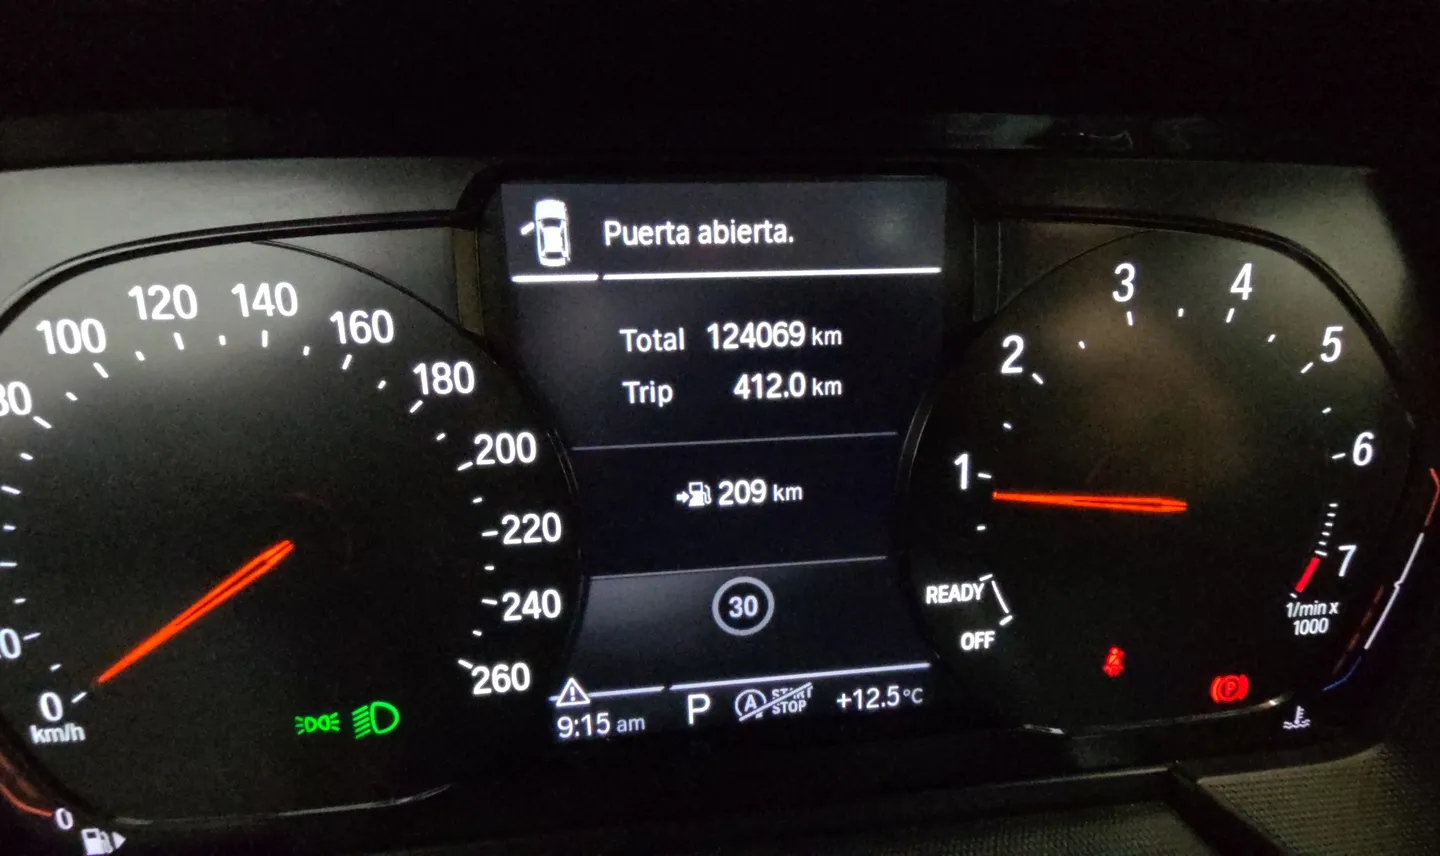 Puerta abierta.
Total 124069 km
Trip 412.0 km
209 km
30
9:15 am P A START STOP +12.5°C
100 120 140 160 180 200 220 240 260
0
km/h
0
1 2 3 4 5 6 7
1/min x
1000
READY
OFF
P